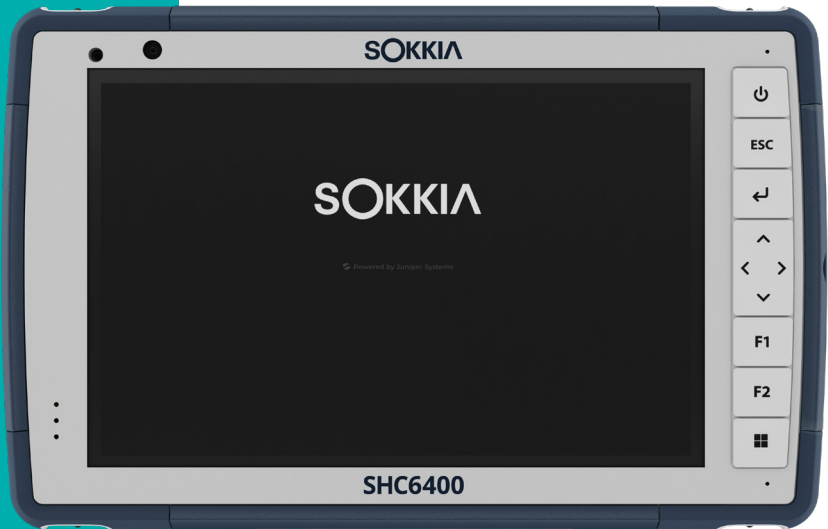 SOKKIA
ESC
SOKKIA
Powered by Juniper Systems
F1
F2
SHC6400